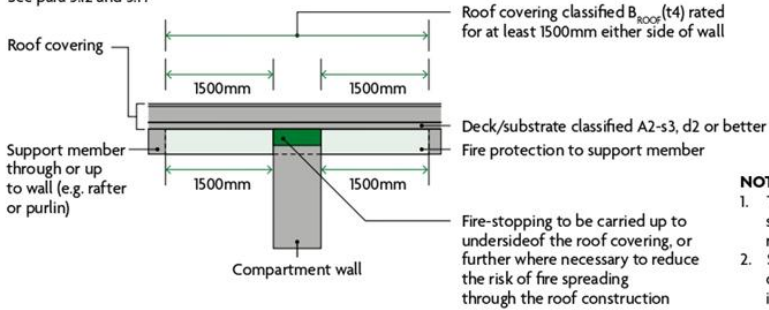 See para 5.12 and 5.14
Roof covering
1500mm
1500mm
Roof covering classified BROOF(t4) rated
for at least 1500mm either side of wall
Deck/substrate classified A2-s3, d2 or better
Fire protection to support member
Support member
through or up
to wall (e.g. rafter
or purlin)
1500mm
1500mm
Fire-stopping to be carried up to
undersideof the roof covering, or
further where necessary to reduce
the risk of fire spreading
through the roof construction
Compartment wall
1.
2.